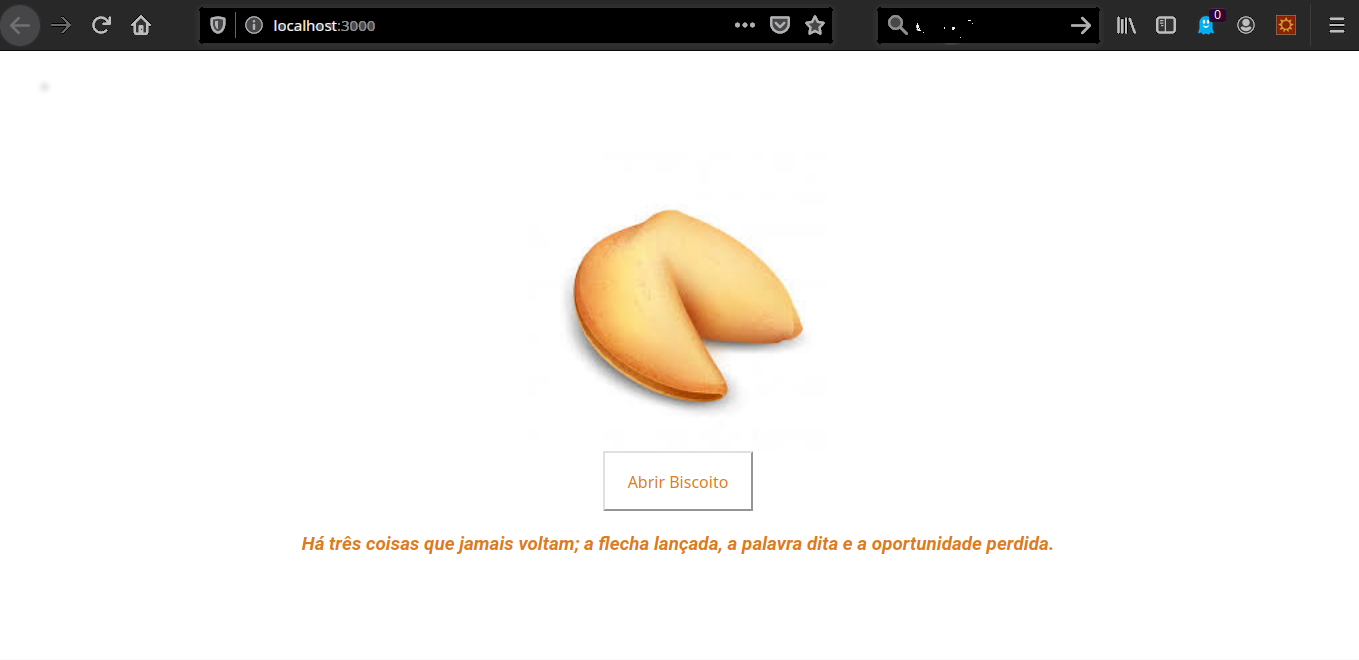 localhost:3000
0
Abrir Biscoito
Há três coisas que jamais voltam; a flecha lançada, a palavra dita e a oportunidade perdida.